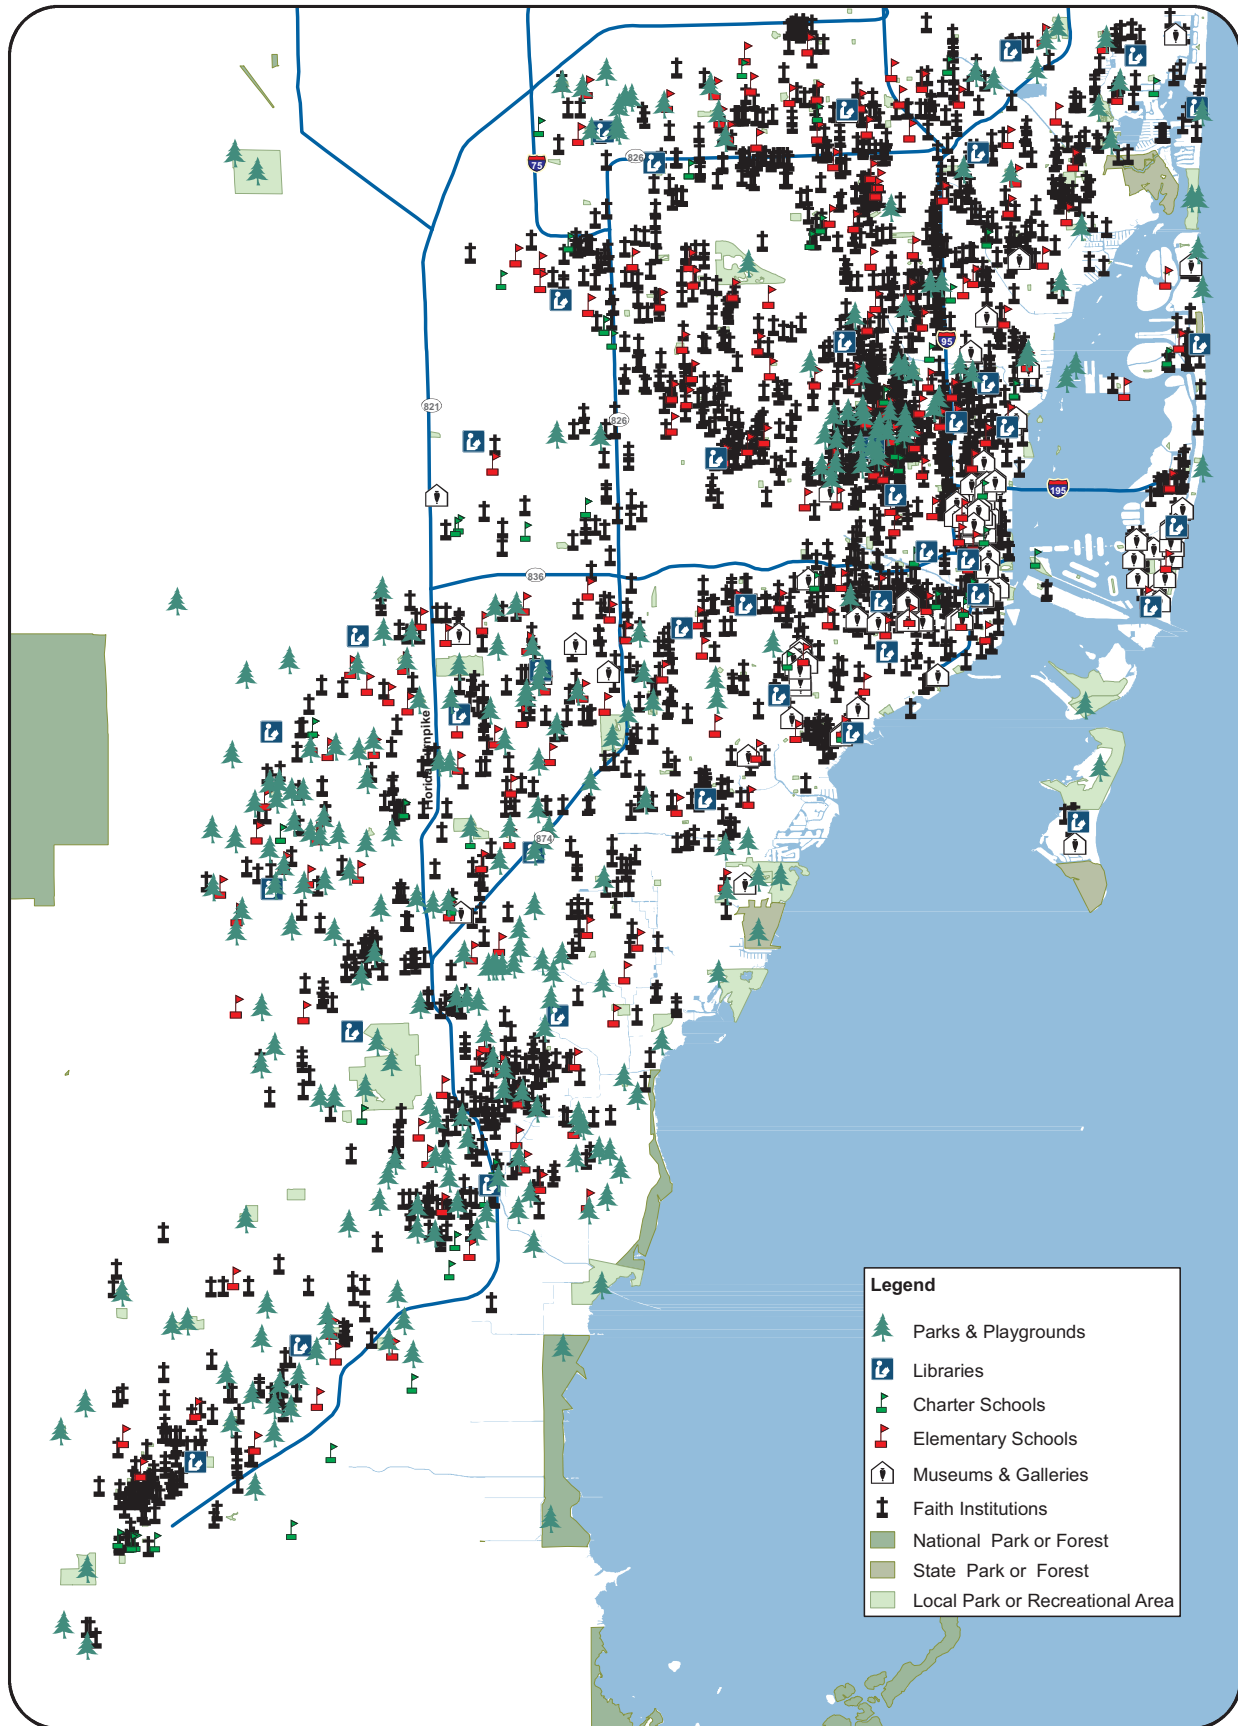 75
826
95
821
826
195
836
Florida Turnpike
874
Legend
Parks & Playgrounds
Libraries
Charter Schools
Elementary Schools
Museums & Galleries
Faith Institutions
National Park or Forest
State Park or Forest
Local Park or Recreational Area